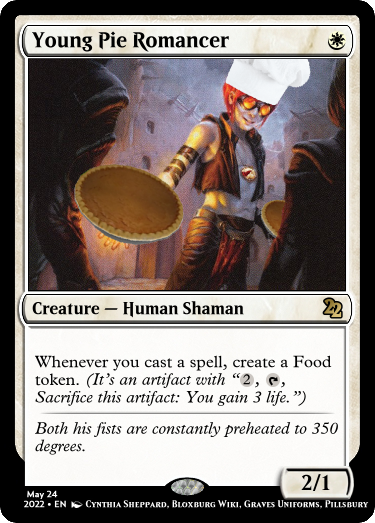 Young Pie Romancer
Creature — Human Shaman
22
Whenever you cast a spell, create a Food
token. (It's an artifact with “2, T,
Sacrifice this artifact: You gain 3 life.”)
Both his fists are constantly preheated to 350
degrees.
2/1
May 24
2022 • EN Cynthia Sheppard, Bloxburg Wiki, Graves Uniforms, Pillsbury